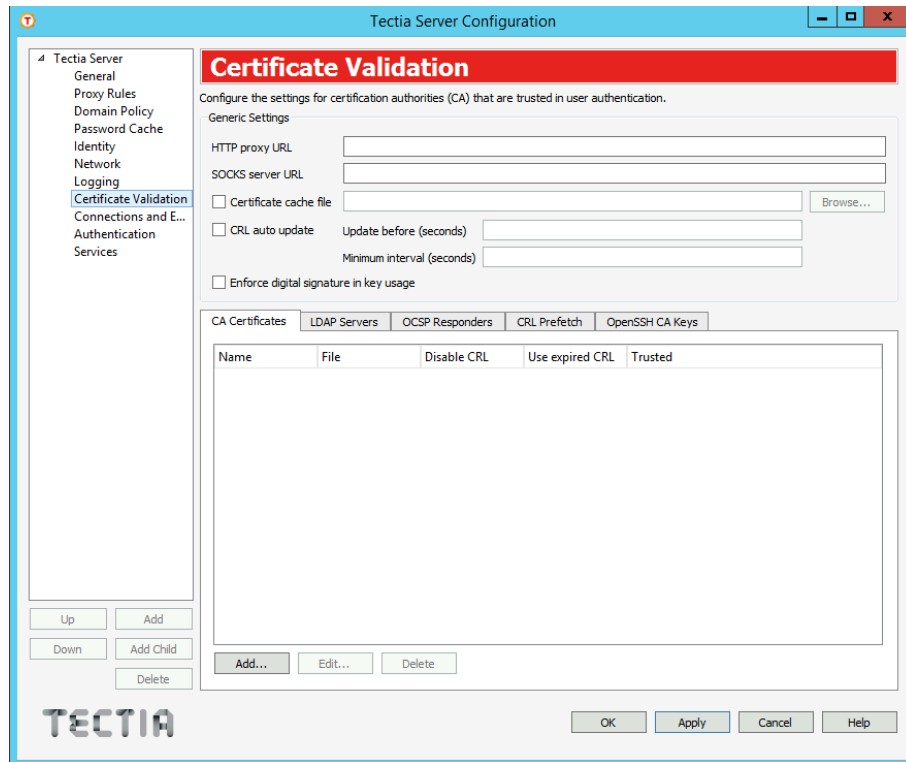 Tectia Server Configuration
Tectia Server
General
Proxy Rules
Domain Policy
Password Cache
Identity
Network
Logging
Certificate Validation
Connections and E...
Authentication
Services
Up
Add
Down
Add Child
Delete
TECTIA
Certificate Validation
Configure the settings for certification authorities (CA) that are trusted in user authentication.
Generic Settings
HTTP proxy URL
SOCKS server URL
Certificate cache file
Browse...
CRL auto update
Update before (seconds)
Minimum interval (seconds)
Enforce digital signature in key usage
CA Certificates
LDAP Servers
OCSP Responders
CRL Prefetch
OpenSSH CA Keys
Name
File
Disable CRL
Use expired CRL
Trusted
Add...
Edit...
Delete
OK
Apply
Cancel
Help